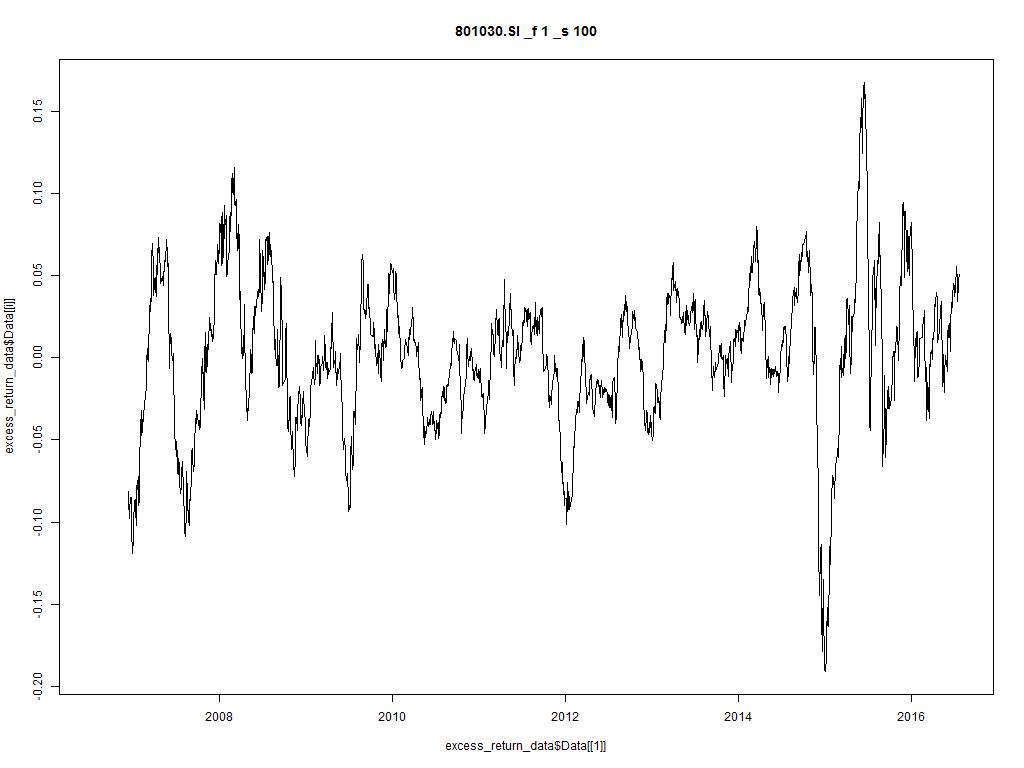 801030.SI _f 1 _s 100
0.15
0.10
0.05
0.00
-0.05
-0.10
-0.15
-0.20
excess_return_data$Data[[i]]
2008 2010 2012 2014 2016
excess_return_data$Data[[1]]